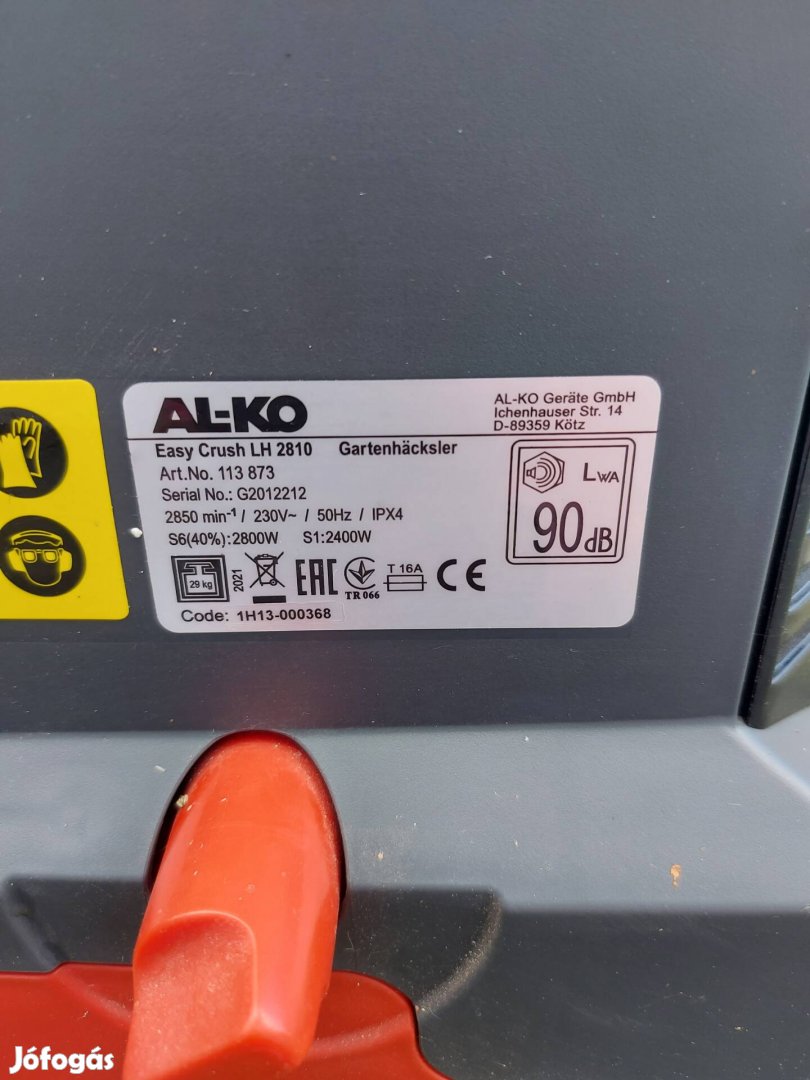 AL-KO
AL-KO Geräte GmbH
Ichenhauser Str. 14
D-89359 Kötz
Easy Crush LH 2810 Gartenhäcksler
Art.No. 113 873
Serial No.: G2012212
2850 min⁻¹ / 230V~ / 50Hz / IPX4
S6(40%):2800W S1:2400W
LWA
90dB
29 kg
2021
EAC
TR 066
T 16A
CE
Code: 1H13-000368
Jófogás